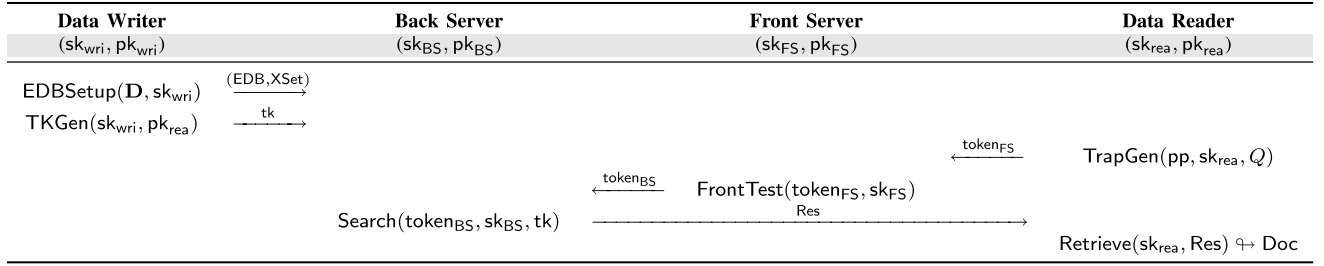 Data Writer Back Server Front Server Data Reader
(sk_wri, pk_wri) (sk_BS, pk_BS) (sk_FS, pk_FS) (sk_rea, pk_rea)
EDBSetup(D, sk_wri) (EDB,XSet) →
TKGen(sk_wri, pk_rea) tk →
← token_FS TrapGen(pp, sk_rea, Q)
← token_BS FrontTest(token_FS, sk_FS)
Search(token_BS, sk_BS, tk) Res →
Retrieve(sk_rea, Res) ↬ Doc